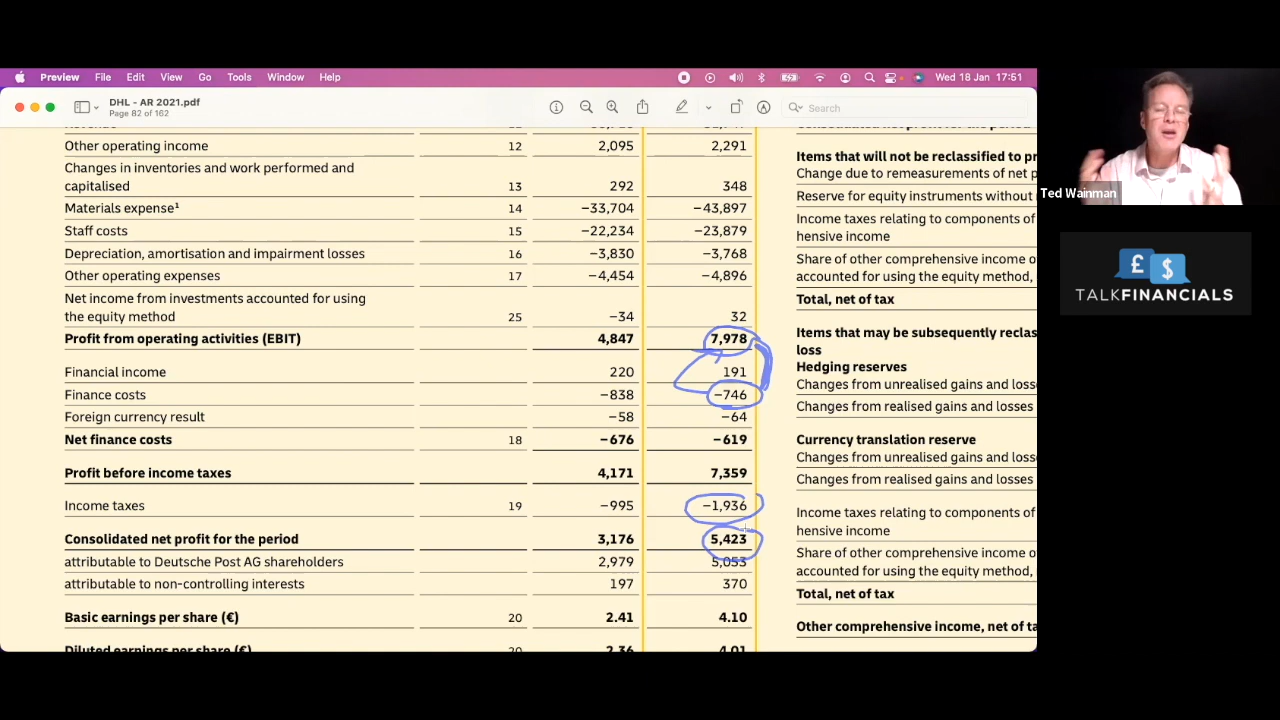 Preview File Edit View Go Tools Window Help Wed 18 Jan 17:51
DHL - AR 2021.pdf
Page 82 of 162
Search
Other operating income 12 2,095 2,291
Changes in inventories and work performed and
capitalised 13 292 348
Materials expense¹ 14 −33,704 −43,897
Staff costs 15 −22,234 −23,879
Depreciation, amortisation and impairment losses 16 −3,830 −3,768
Other operating expenses 17 −4,454 −4,896
Net income from investments accounted for using
the equity method 25 −34 32
Profit from operating activities (EBIT) 4,847 7,978
Financial income 220 191
Finance costs −838 −746
Foreign currency result −58 −64
Net finance costs 18 −676 −619
Profit before income taxes 4,171 7,359
Income taxes 19 −995 −1,936
Consolidated net profit for the period 3,176 5,423
attributable to Deutsche Post AG shareholders 2,979 5,053
attributable to non-controlling interests 197 370
Basic earnings per share (€) 20 2.41 4.10
Diluted earnings per share (€) 20 2.36 4.01
Items that will not be reclassified to pr
Change due to remeasurements of net p
Reserve for equity instruments without
Income taxes relating to components of
hensive income
Share of other comprehensive income o
accounted for using the equity method,
Total, net of tax
Items that may be subsequently reclas
loss
Hedging reserves
Changes from unrealised gains and loss
Changes from realised gains and losses
Currency translation reserve
Changes from unrealised gains and loss
Changes from realised gains and losses
Income taxes relating to components of
hensive income
Share of other comprehensive income o
accounted for using the equity method,
Total, net of tax
Other comprehensive income, net of ta
Ted Wainman
£ $
TALKFINANCIALS